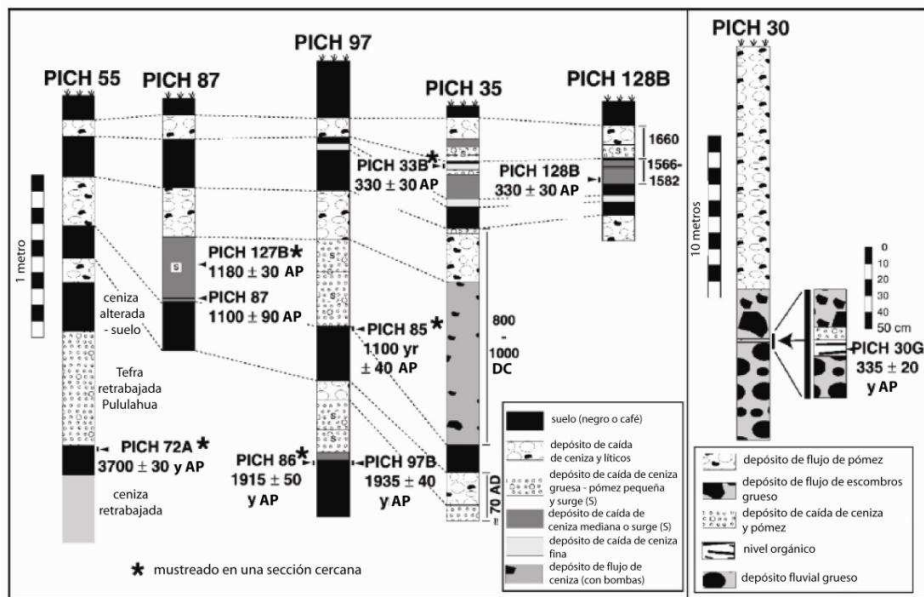 PICH 55
PICH 87
PICH 97
PICH 35
PICH 128B
1 metro
ceniza
alterada
- suelo
Tefra
retrabajada
Pululahua
PICH 72A *
3700 ± 30 y AP
ceniza
retrabajada
S
PICH 127B *
1180 ± 30 AP
PICH 87
1100 ± 90 AP
S
S
S
S
PICH 86 *
1915 ± 50
y AP
PICH 97B
1935 ± 40
y AP
PICH 85 *
1100 yr
± 40 AP
PICH 33B *
330 ± 30 AP
S
800
-
1000
DC
≈ 70 AD
PICH 128B
330 ± 30 AP
S
1660
1566-
1582
suelo (negro o café)
depósito de caída
de ceniza y líticos
depósito de caída de ceniza
gruesa - pómez pequeña
y surge (S)
depósito de caída de
ceniza mediana o surge (S)
depósito de caída de ceniza
fina
depósito de flujo de
ceniza (con bombas)
* mustreado en una sección cercana
PICH 30
10 metros
0
10
20
30
40
50 cm
PICH 30G
335 ± 20
y AP
depósito de flujo de pómez
depósito de flujo de escombros
grueso
depósito de caída de ceniza
y pómez
nivel orgánico
depósito fluvial grueso